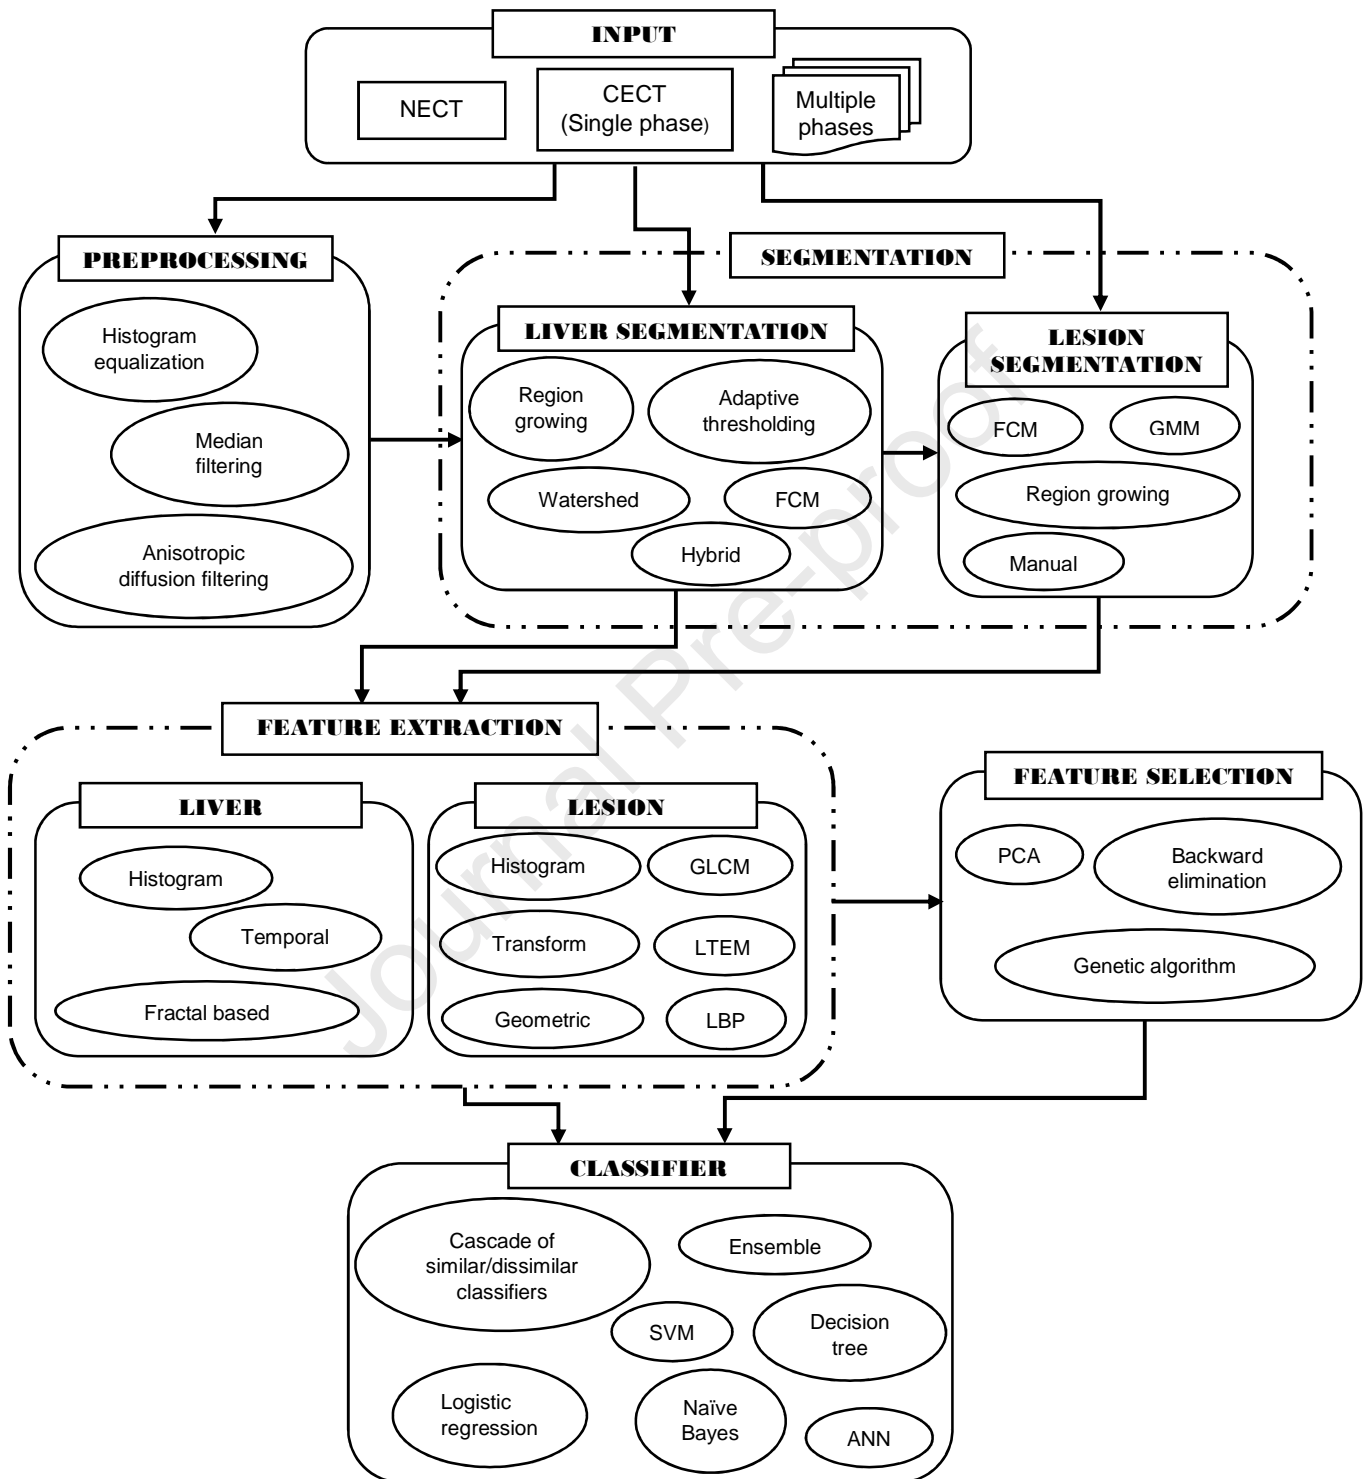 INPUT
NECT
CECT
(Single phase)
Multiple
phases
PREPROCESSING
Histogram
equalization
Median
filtering
Anisotropic
diffusion filtering
SEGMENTATION
LIVER SEGMENTATION
Region
growing
Adaptive
thresholding
Watershed
FCM
Hybrid
LESION
SEGMENTATION
FCM
GMM
Region growing
Manual
FEATURE EXTRACTION
LIVER
Histogram
Temporal
Fractal based
LESION
Histogram
GLCM
Transform
LTEM
Geometric
LBP
FEATURE SELECTION
PCA
Backward
elimination
Genetic algorithm
CLASSIFIER
Cascade of
similar/dissimilar
classifiers
Ensemble
SVM
Decision
tree
Logistic
regression
Naïve
Bayes
ANN
Journal Pre-proof